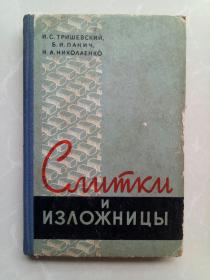 И.С.ТРИШЕВСКИЙ,
Б.И.ПАНИЧ,
Н.А.НИКОЛАЕНКО
Слитки
И
ИЗЛОЖНИЦЫ